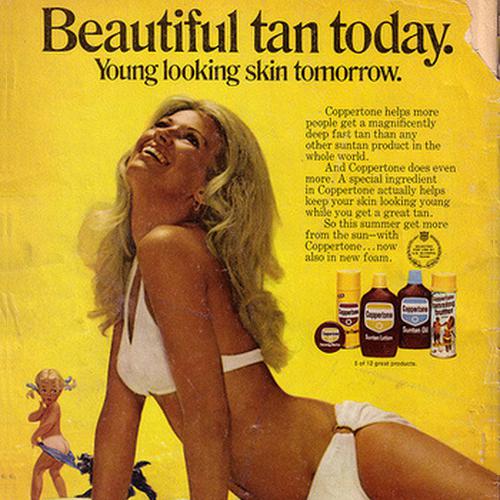 Beautiful tan today.
Young looking skin tomorrow.
Coppertone helps more
people get a magnificently
deep fast tan than any
other suntan product in the
whole world.
And Coppertone does even
more. A special ingredient
in Coppertone actually helps
keep your skin looking young
while you get a great tan.
So this summer get more
from the sun—with
Coppertone...now
also in new foam.
Coppertone
Coppertone
Suntan Lotion
Coppertone
Suntan Oil
Coppertone
5 of 12 great products.